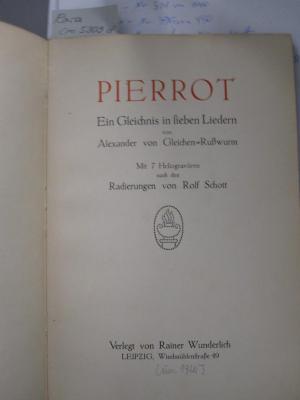 Rara
PIERROT
Ein Gleichnis in sieben Liedern
von
Alexander von Gleichen-Rußwurm
Mit 7 Heliogravüren
nach den
Radierungen von Rolf Schott
Verlegt von Rainer Wunderlich
LEIPZIG, Windmühlenstraße 49